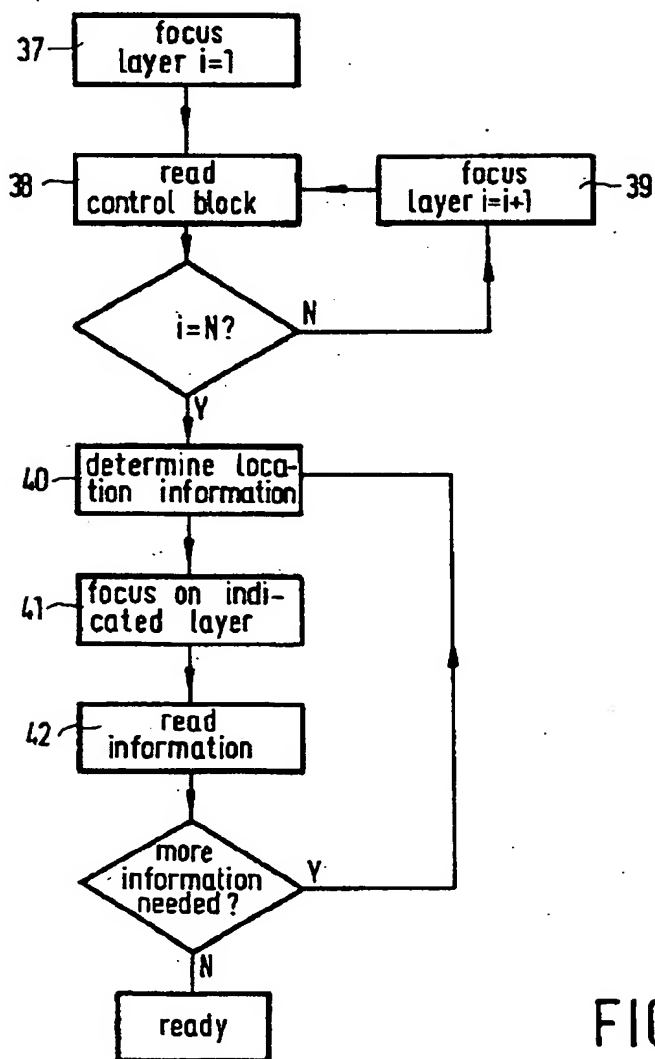 37
focus
layer i=1
38
read
control block
focus
layer i=i+1
39
i=N?
N
Y
40
determine loca-
tion information
41
focus on indi-
cated layer
42
read
information
more
information
needed?
Y
N
ready
FIG